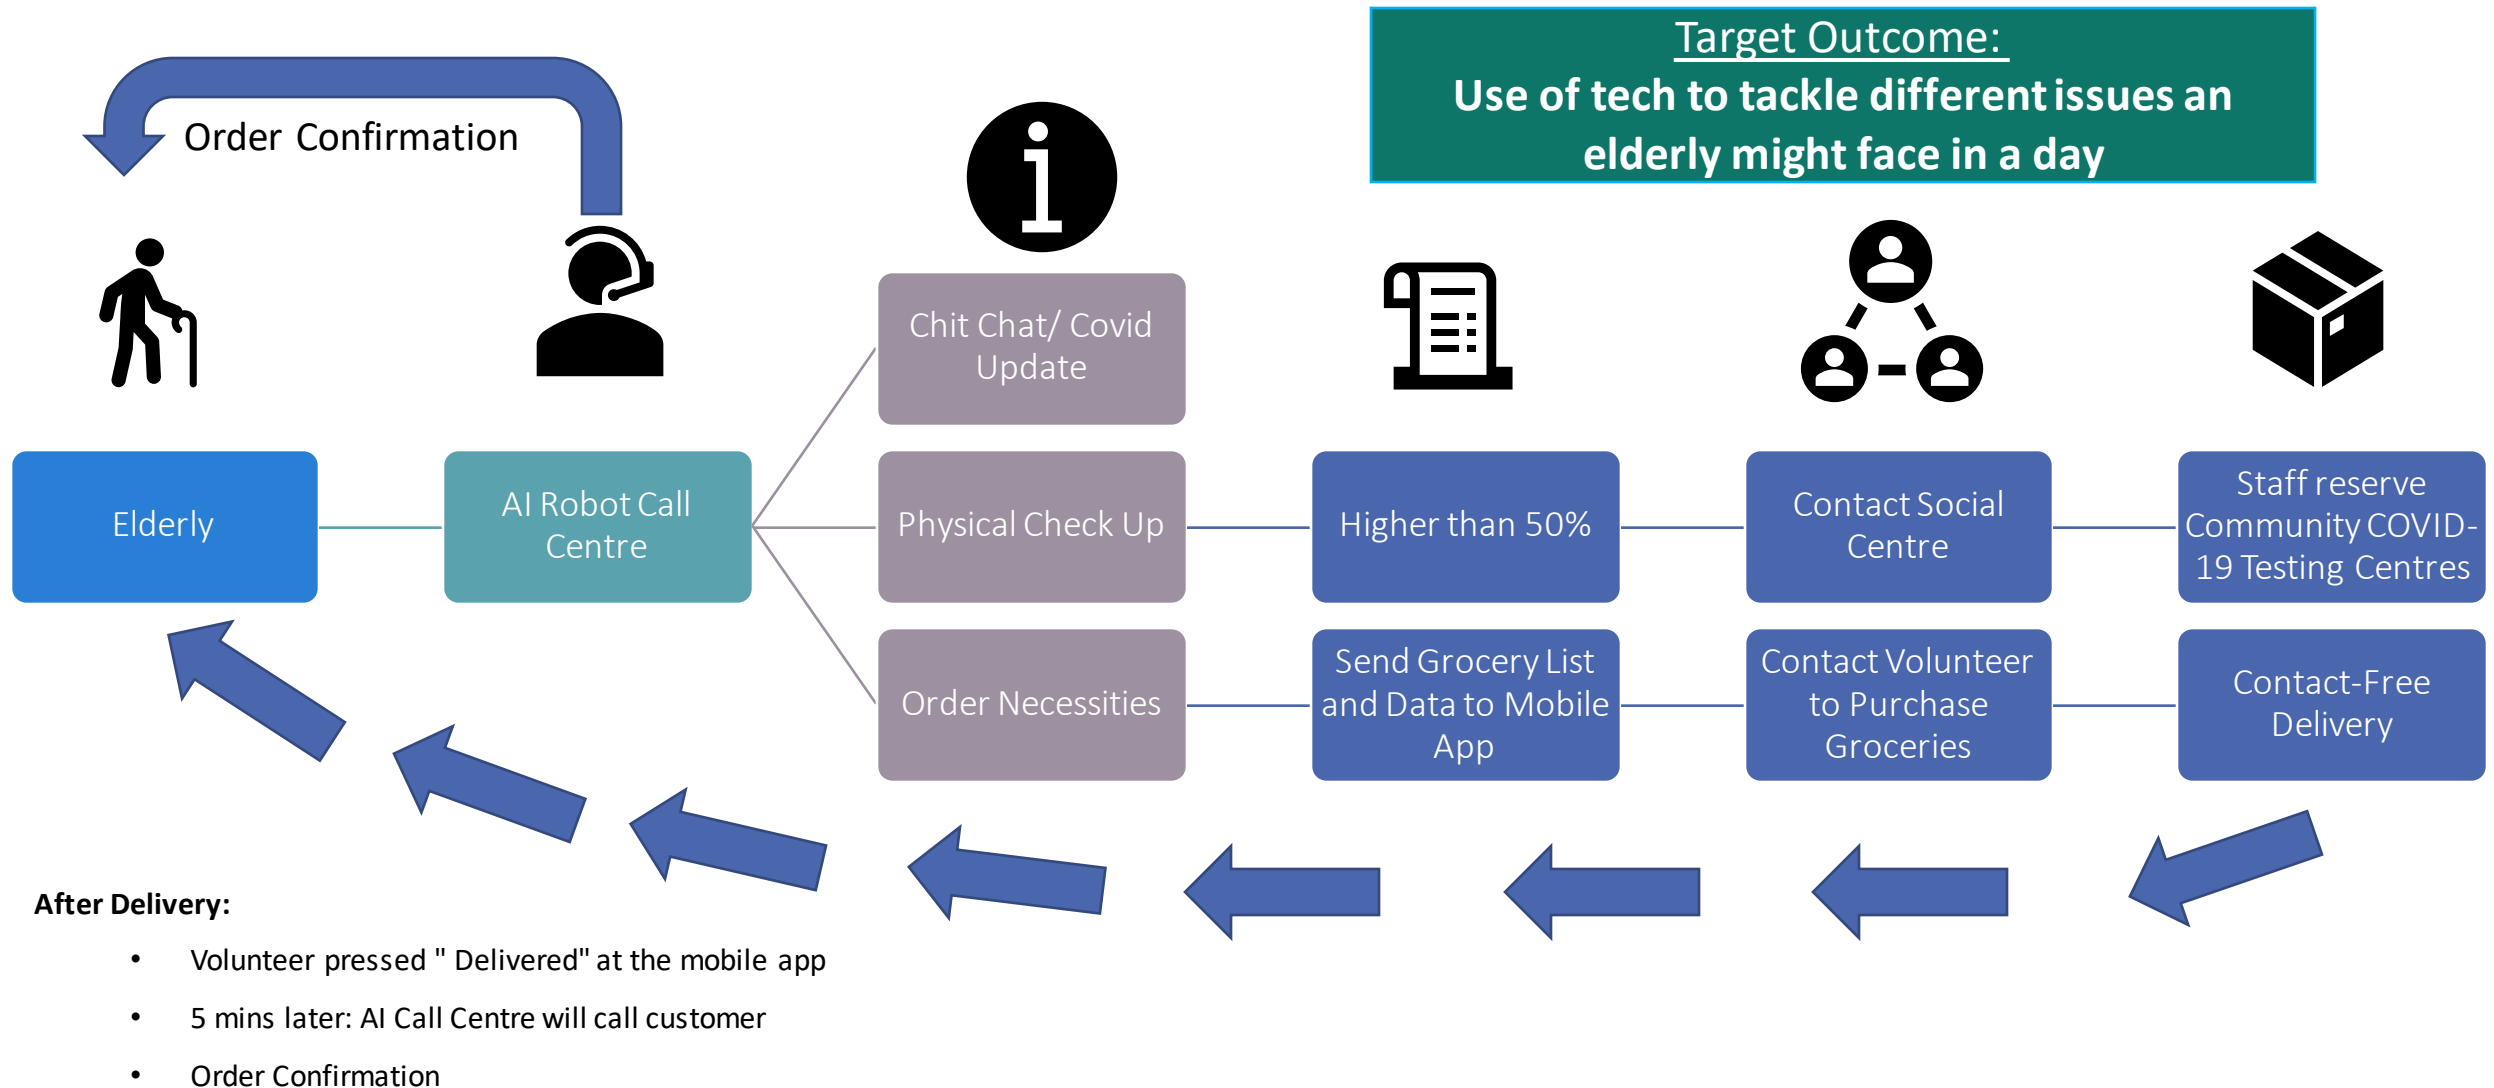 Target Outcome:
Use of tech to tackle different issues an
elderly might face in a day
Order Confirmation
Chit Chat/ Covid
Update
Elderly
AI Robot Call
Centre
Physical Check Up
Higher than 50%
Contact Social
Centre
Staff reserve
Community COVID-
19 Testing Centres
Order Necessities
Send Grocery List
and Data to Mobile
App
Contact Volunteer
to Purchase
Groceries
Contact-Free
Delivery
After Delivery:
• Volunteer pressed " Delivered" at the mobile app
• 5 mins later: AI Call Centre will call customer
• Order Confirmation